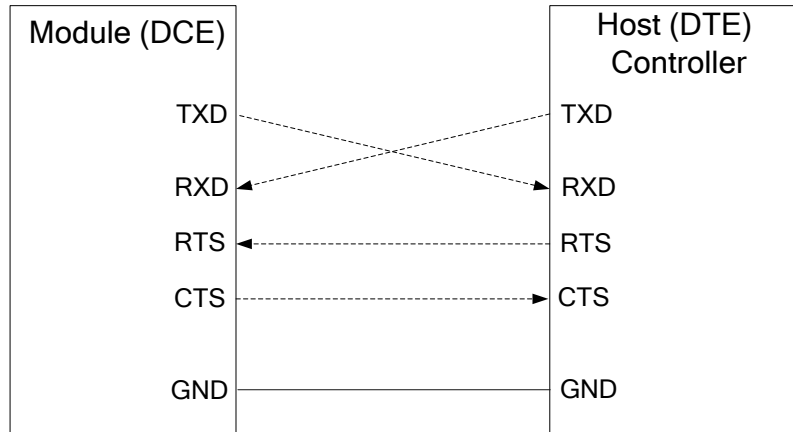 Module (DCE)
TXD
RXD
RTS
CTS
GND
Host (DTE)
Controller
TXD
RXD
RTS
CTS
GND